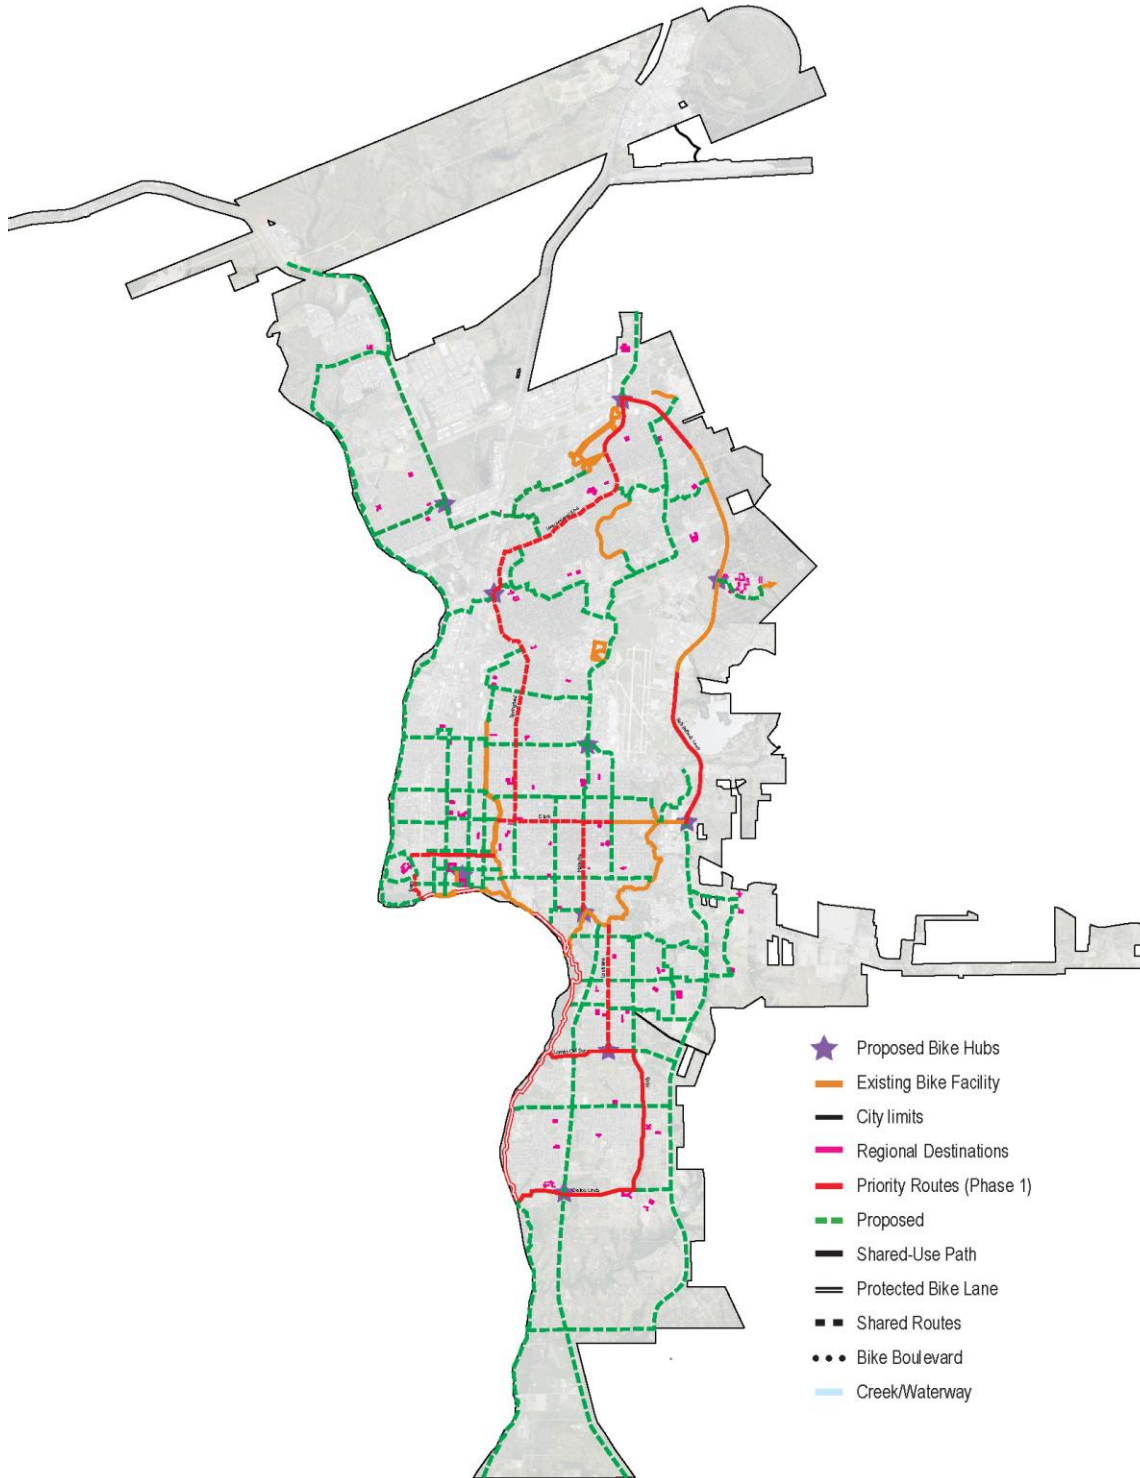 Clark
Proposed Bike Hubs
Existing Bike Facility
City limits
Regional Destinations
Priority Routes (Phase 1)
Proposed
Shared-Use Path
Protected Bike Lane
Shared Routes
Bike Boulevard
Creek/Waterway